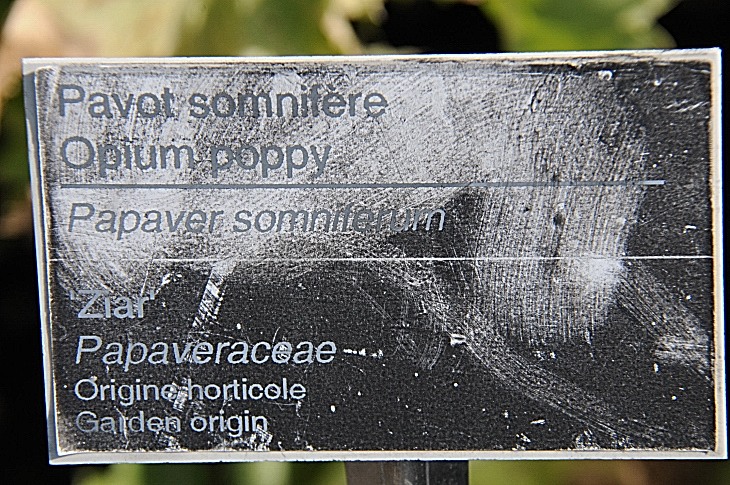 Pavot somnifère
Opium poppy
Papaver somniferum
'Ziar'
Papaveraceae
Origine horticole
Garden origin